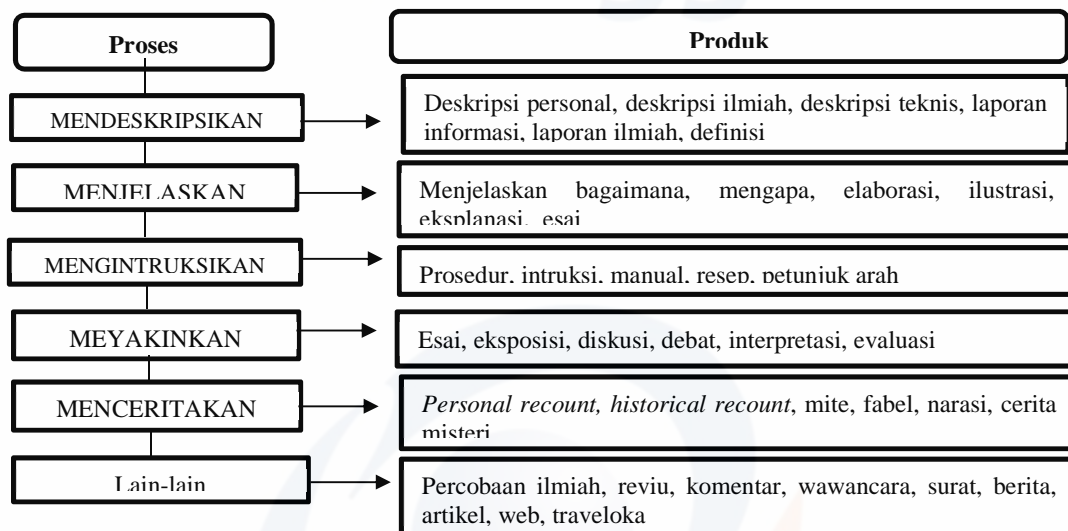 Proses
Produk
MENDESKRIPSIKAN
Deskripsi personal, deskripsi ilmiah, deskripsi teknis, laporan
informasi, laporan ilmiah, definisi
MENJELASKAN
Menjelaskan bagaimana, mengapa, elaborasi, ilustrasi,
eksplanasi, esai
MENGINTRUKSIKAN
Prosedur, intruksi, manual, resep, petunjuk arah
MEYAKINKAN
Esai, eksposisi, diskusi, debat, interpretasi, evaluasi
MENCERITAKAN
Personal recount, historical recount, mite, fabel, narasi, cerita
misteri
Lain-lain
Percobaan ilmiah, reviu, komentar, wawancara, surat, berita,
artikel, web, traveloka